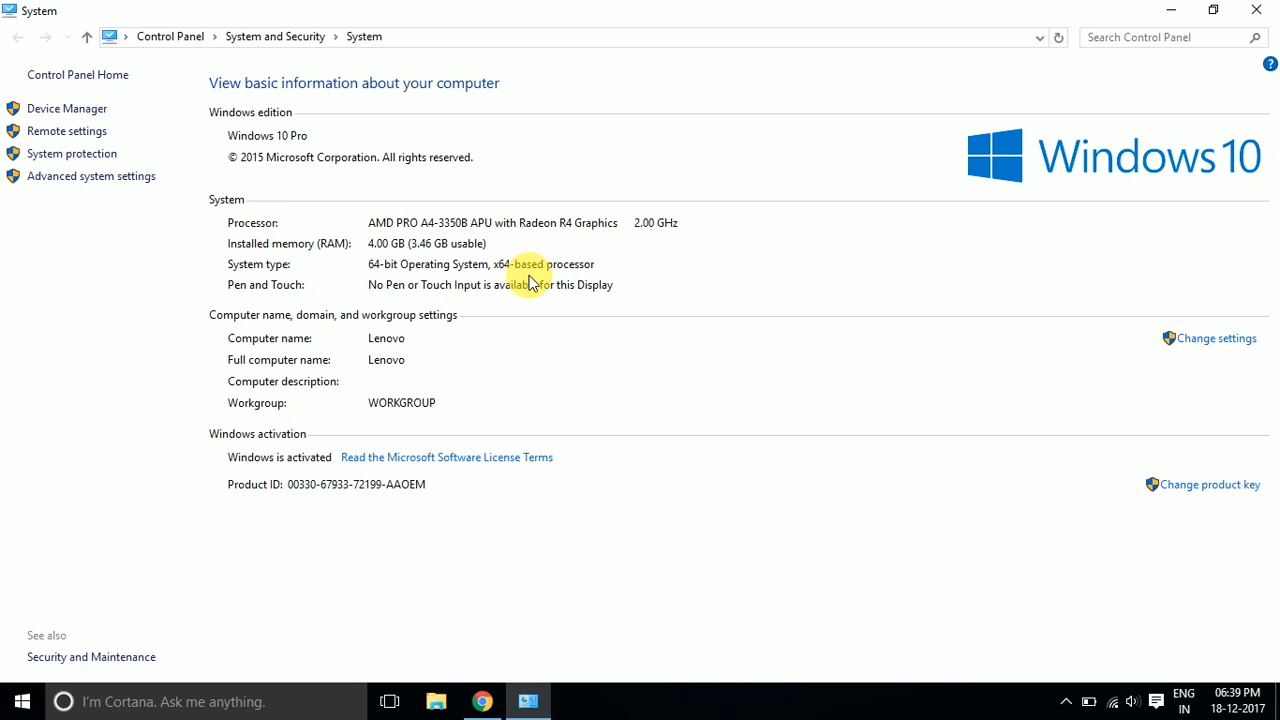 System
Control Panel > System and Security > System
Search Control Panel
Control Panel Home
Device Manager
Remote settings
System protection
Advanced system settings
View basic information about your computer
Windows edition
Windows 10 Pro
© 2015 Microsoft Corporation. All rights reserved.
Windows 10
System
Processor: AMD PRO A4-3350B APU with Radeon R4 Graphics 2.00 GHz
Installed memory (RAM): 4.00 GB (3.46 GB usable)
System type: 64-bit Operating System, x64-based processor
Pen and Touch: No Pen or Touch Input is available for this Display
Computer name, domain, and workgroup settings
Computer name: Lenovo
Change settings
Full computer name: Lenovo
Computer description:
Workgroup: WORKGROUP
Windows activation
Windows is activated Read the Microsoft Software License Terms
Product ID: 00330-67933-72199-AAOEM
Change product key
See also
Security and Maintenance
I'm Cortana. Ask me anything.
ENG
IN
06:39 PM
18-12-2017